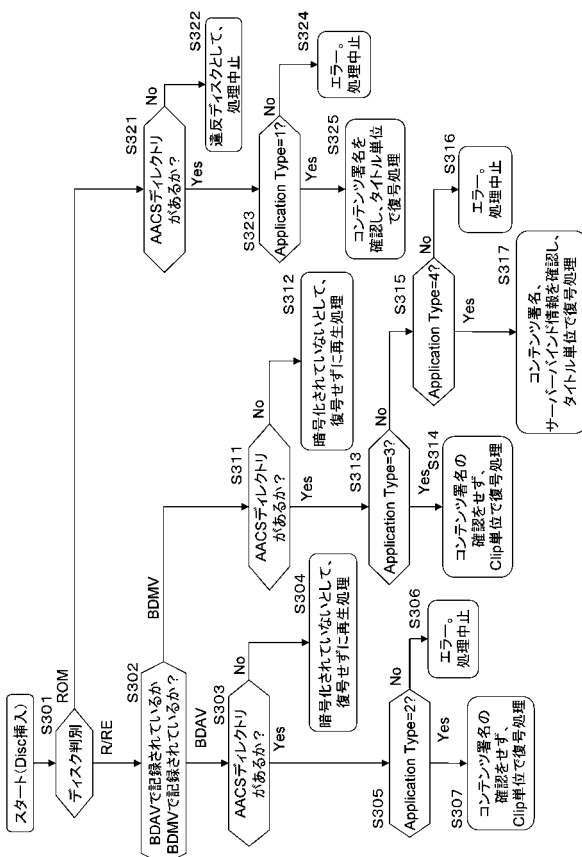 スタート(Disc挿入)
S301
ディスク判別
ROM
R/RE
S302
BDAVで記録されているか
BDMVで記録されているか?
BDMV
BDAV
S303
AACSディレクトリ
があるか?
No
S304
暗号化されていないとして、
復号せずに再生処理
Yes
S305
Application Type=2?
No
S306
エラー。
処理中止
Yes
S307
コンテンツ署名の
確認をせず、
Clip単位で復号処理
S311
AACSディレクトリ
があるか?
No
S312
暗号化されていないとして、
復号せずに再生処理
Yes
S313
Application Type=3?
No
Yes
S314
コンテンツ署名の
確認をせず、
Clip単位で復号処理
S315
Application Type=4?
No
S316
エラー。
処理中止
Yes
S317
コンテンツ署名、
サーバーバインド情報を確認し、
タイトル単位で復号処理
S321
AACSディレクトリ
があるか?
No
S322
違反ディスクとして、
処理中止
Yes
S323
Application Type=1?
No
S324
エラー。
処理中止
Yes
S325
コンテンツ署名を
確認し、タイトル単位
で復号処理